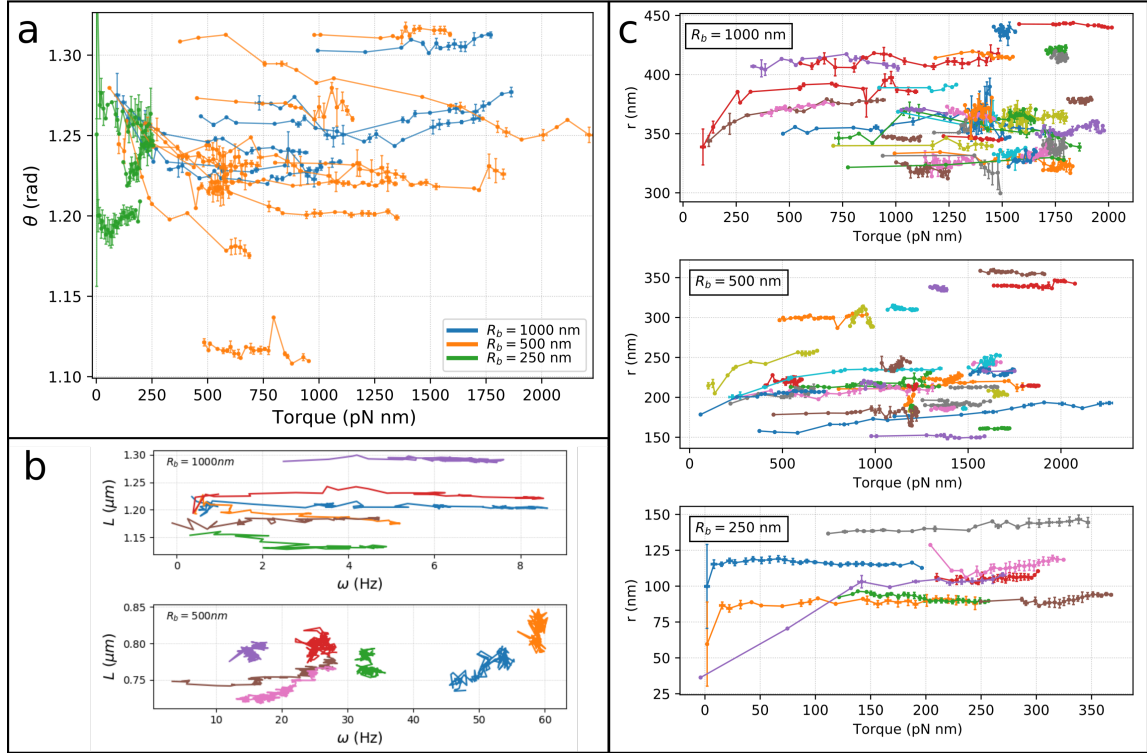 a
1.30
1.25
1.20
1.15
1.10
θ (rad)
R_b = 1000 nm
R_b = 500 nm
R_b = 250 nm
0 250 500 750 1000 1250 1500 1750 2000
Torque (pN nm)
b
R_b = 1000nm
1.30
1.25
1.20
1.15
L (μm)
0 2 4 6 8
ω (Hz)
R_b = 500nm
0.85
0.80
0.75
L (μm)
10 20 30 40 50 60
ω (Hz)
c
R_b = 1000 nm
450
400
350
300
r (nm)
0 250 500 750 1000 1250 1500 1750 2000
Torque (pN nm)
R_b = 500 nm
350
300
250
200
150
r (nm)
500 1000 1500 2000
Torque (pN nm)
R_b = 250 nm
150
125
100
75
50
25
r (nm)
0 50 100 150 200 250 300 350
Torque (pN nm)